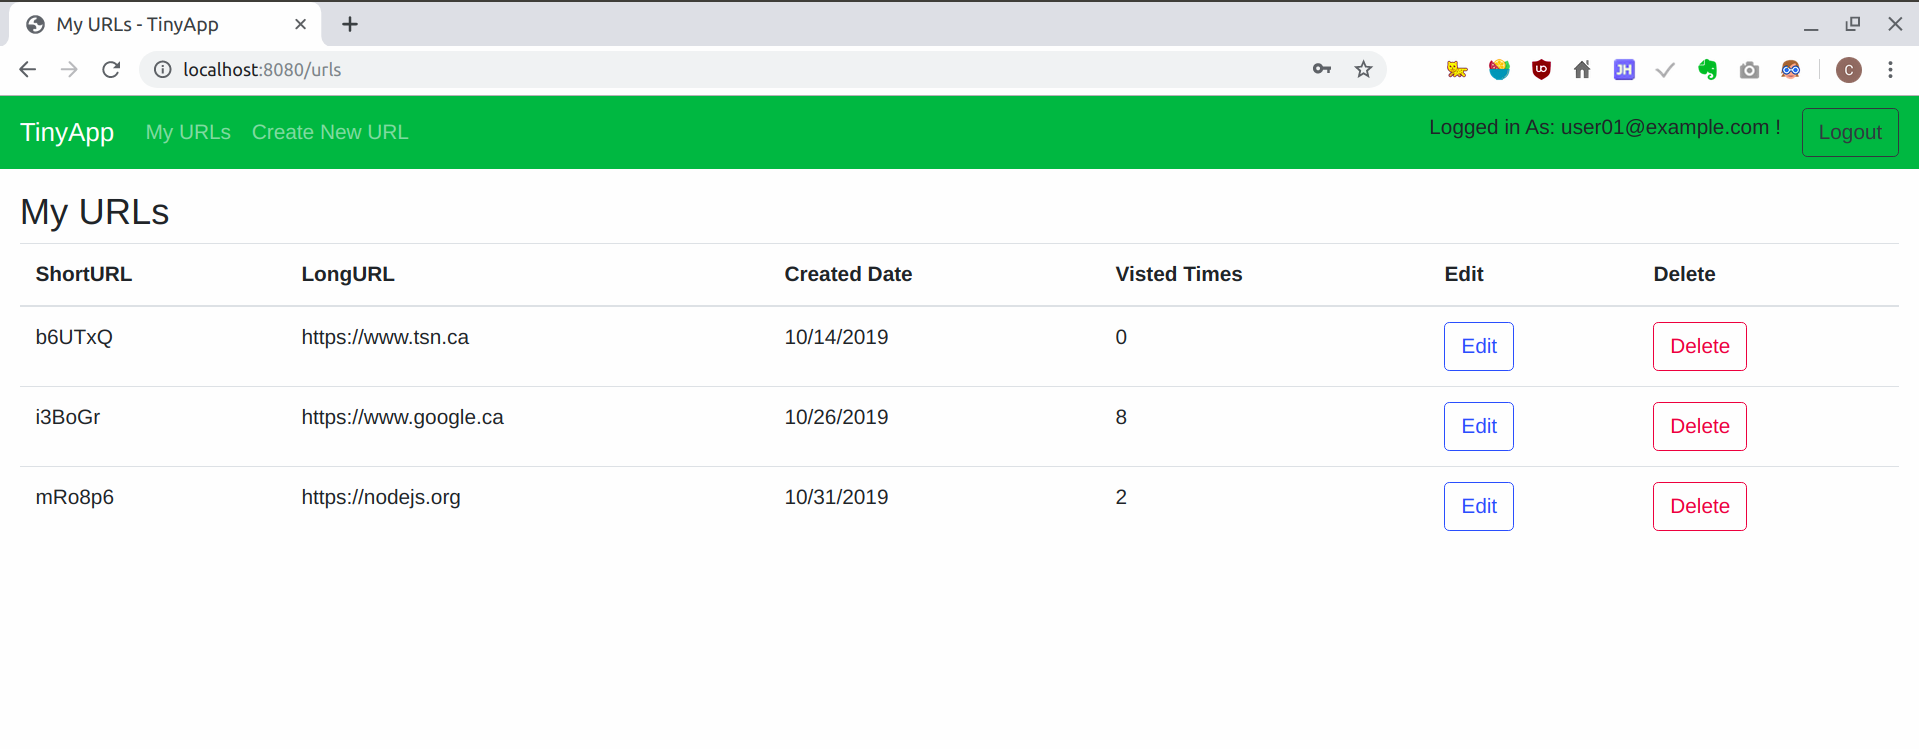 My URLs - TinyApp
localhost:8080/urls
JH
C
TinyApp My URLs Create New URL Logged in As: user01@example.com ! Logout
My URLs
ShortURL LongURL Created Date Visted Times Edit Delete
b6UTxQ https://www.tsn.ca 10/14/2019 0 Edit Delete
i3BoGr https://www.google.ca 10/26/2019 8 Edit Delete
mRo8p6 https://nodejs.org 10/31/2019 2 Edit Delete